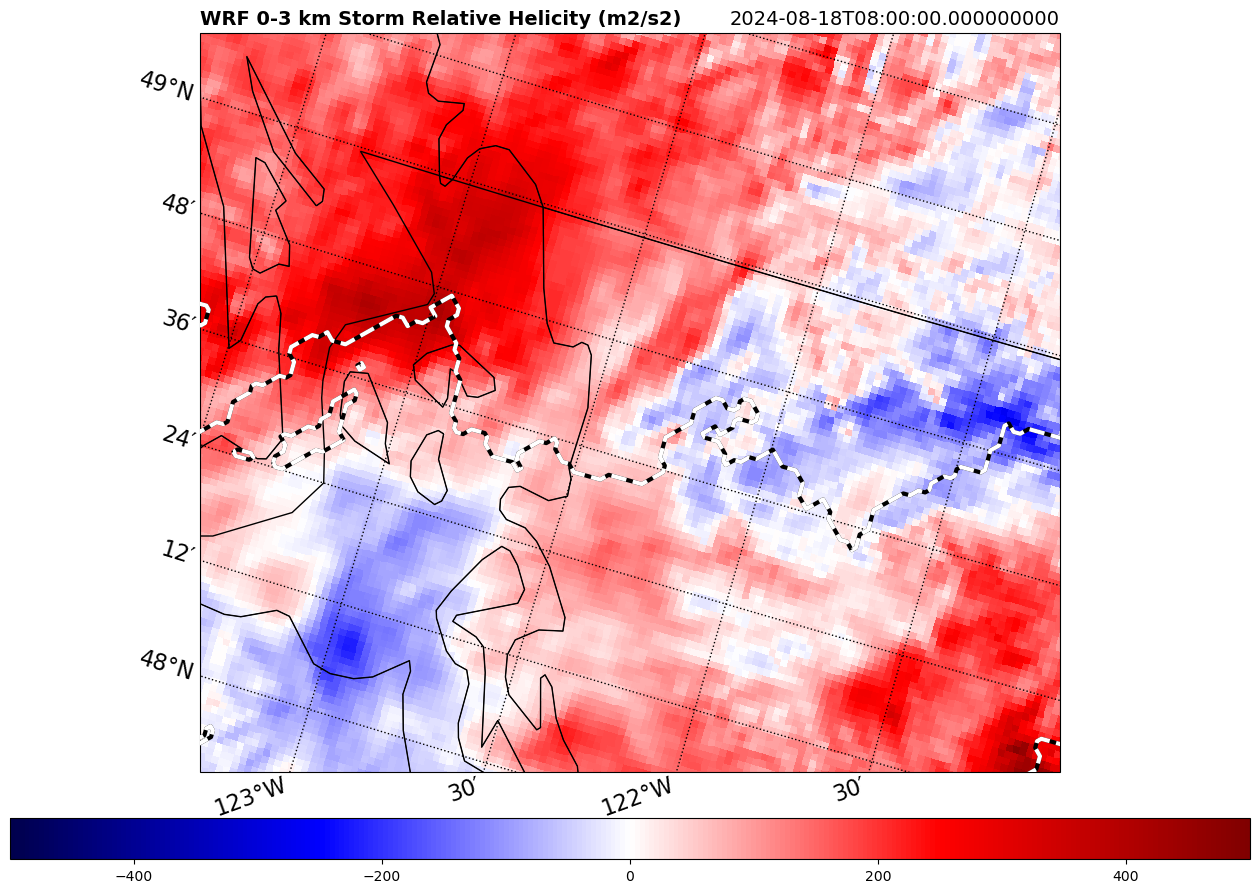 WRF 0-3 km Storm Relative Helicity (m2/s2) 2024-08-18T08:00:00.000000000
49°N
48′
36′
24′
12′
48°N
123°W 30′ 122°W 30′
−400 −200 0 200 400